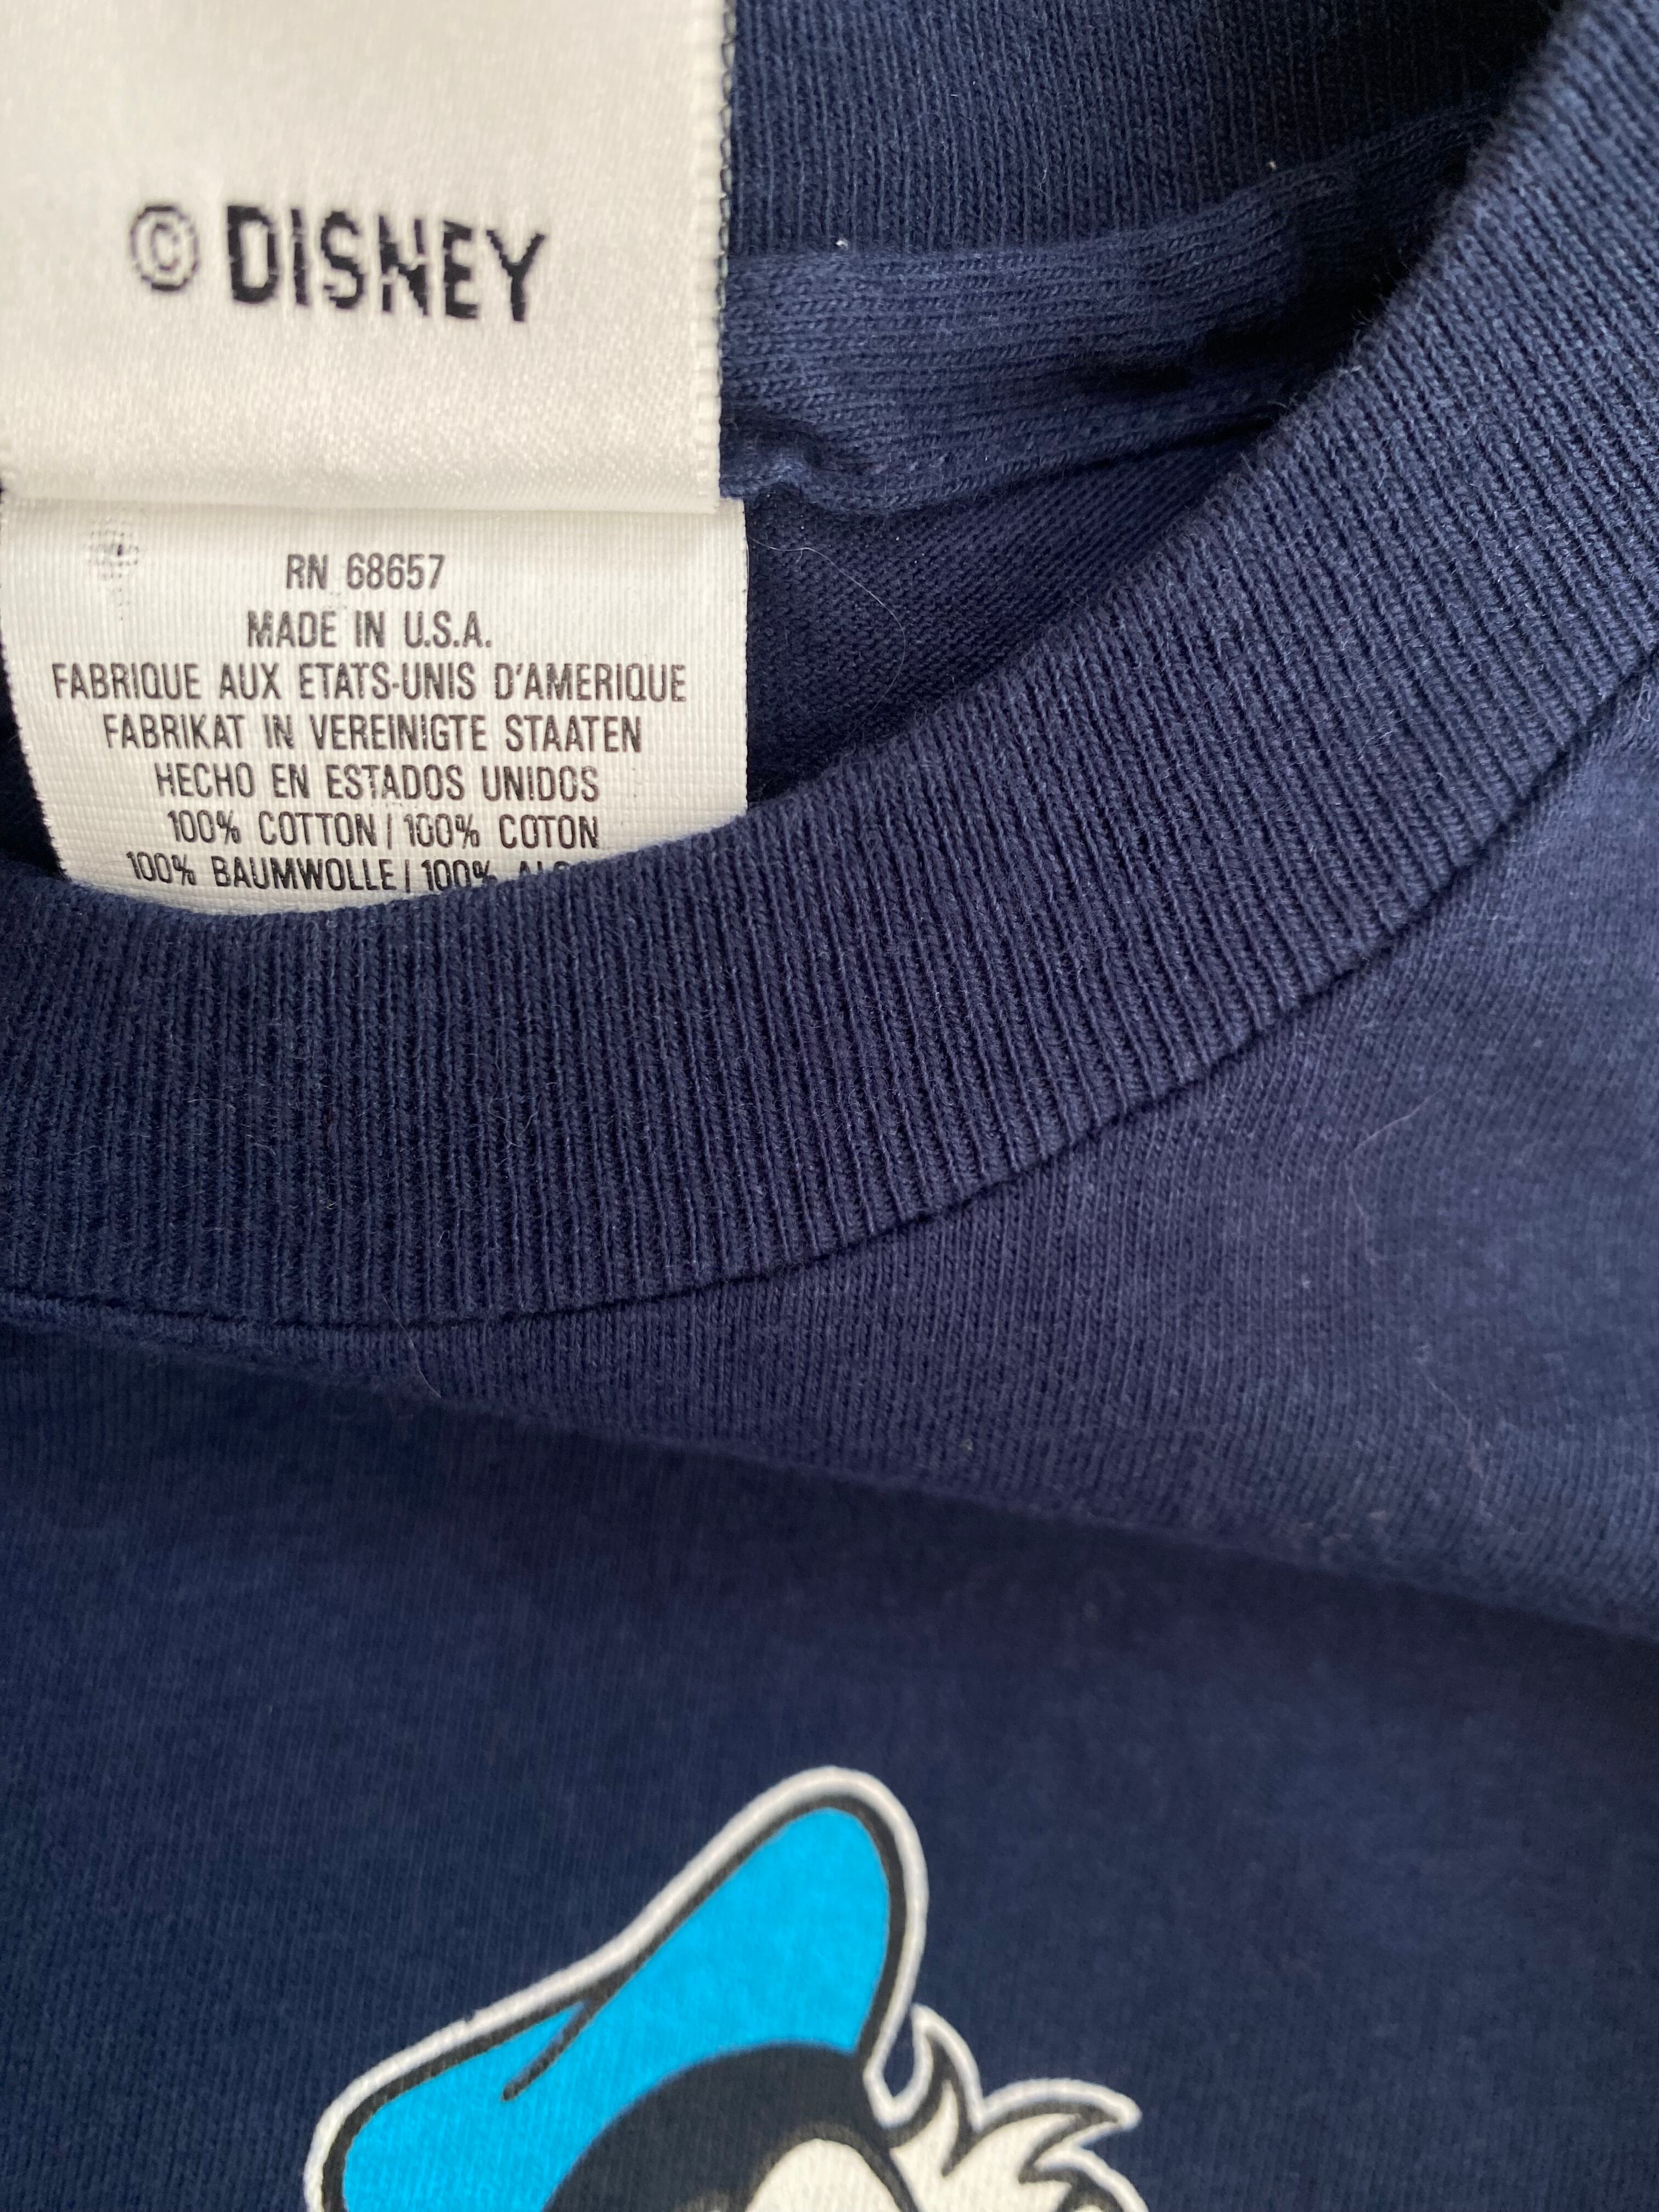 © DISNEY
RN 68657
MADE IN U.S.A.
FABRIQUE AUX ETATS-UNIS D'AMERIQUE
FABRIKAT IN VEREINIGTE STAATEN
HECHO EN ESTADOS UNIDOS
100% COTTON / 100% COTON
100% BAUMWOLLE / 100%